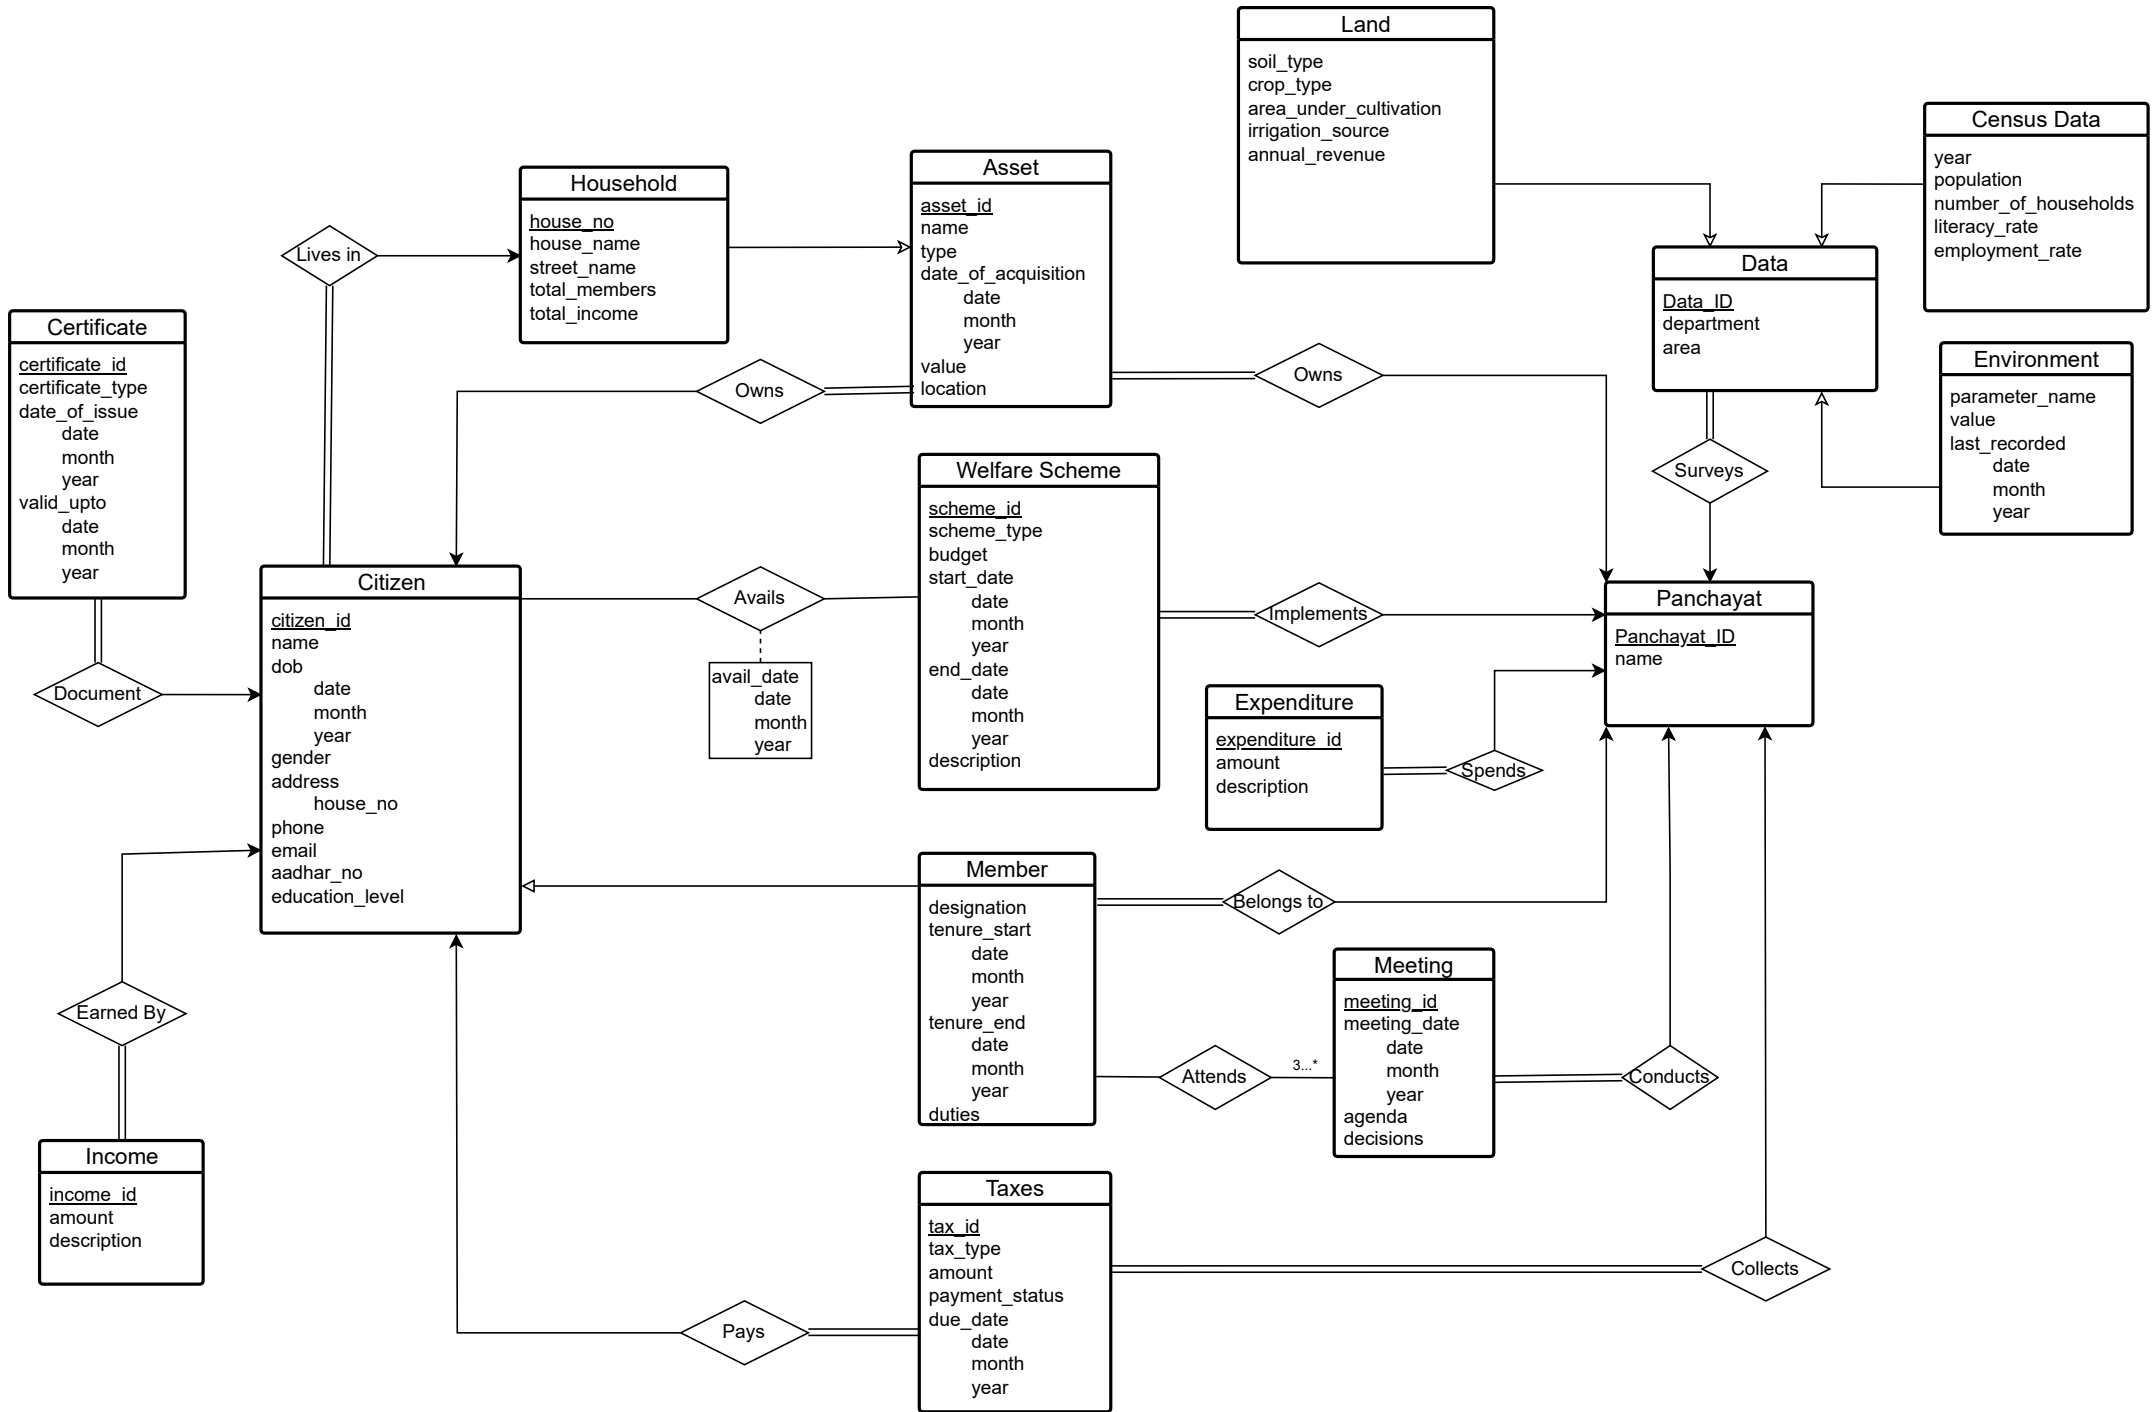 Land
soil_type
crop_type
area_under_cultivation
irrigation_source
annual_revenue
Census Data
year
population
number_of_households
literacy_rate
employment_rate
Household
house_no
house_name
street_name
total_members
total_income
Asset
asset_id
name
type
date_of_acquisition
date
month
year
value
location
Lives in
Data
Data_ID
department
area
Certificate
certificate_id
certificate_type
date_of_issue
date
month
year
valid_upto
date
month
year
Owns
Owns
Environment
parameter_name
value
last_recorded
date
month
year
Surveys
Welfare Scheme
scheme_id
scheme_type
budget
start_date
date
month
year
end_date
date
month
year
description
Citizen
citizen_id
name
dob
date
month
year
gender
address
house_no
phone
email
aadhar_no
education_level
Avails
avail_date
date
month
year
Implements
Panchayat
Panchayat_ID
name
Document
Expenditure
expenditure_id
amount
description
Spends
Member
designation
tenure_start
date
month
year
tenure_end
date
month
year
duties
Belongs to
Earned By
Meeting
meeting_id
meeting_date
date
month
year
agenda
decisions
Attends
3...*
Conducts
Income
income_id
amount
description
Taxes
tax_id
tax_type
amount
payment_status
due_date
date
month
year
Collects
Pays